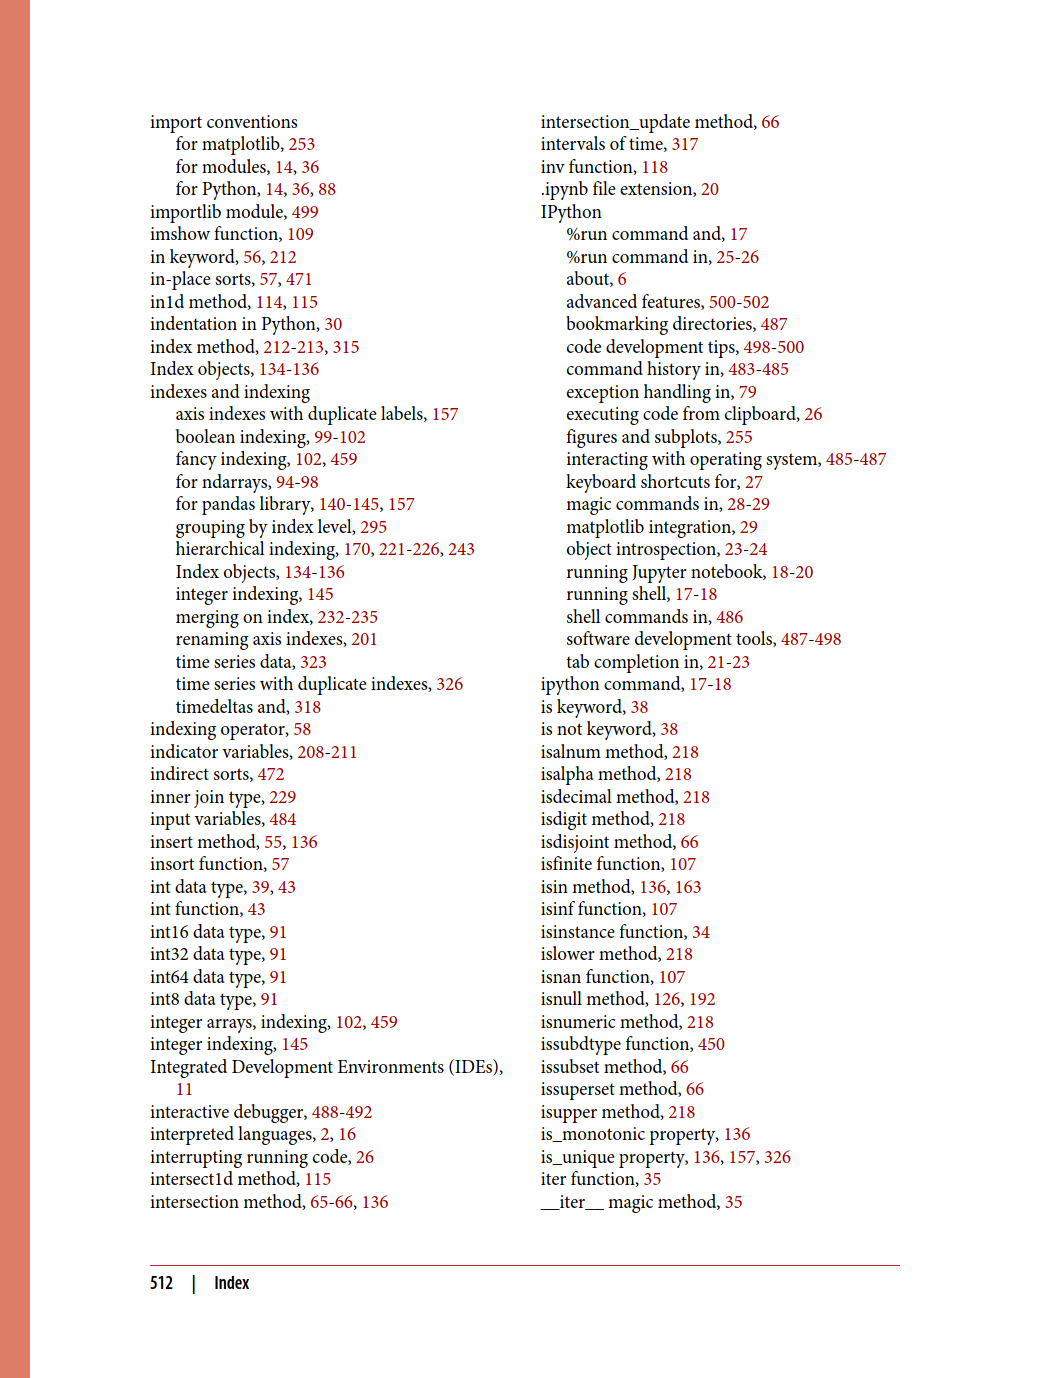 import conventions
for matplotlib, 253
for modules, 14, 36
for Python, 14, 36, 88
importlib module, 499
imshow function, 109
in keyword, 56, 212
in-place sorts, 57, 471
in1d method, 114, 115
indentation in Python, 30
index method, 212-213, 315
Index objects, 134-136
indexes and indexing
axis indexes with duplicate labels, 157
boolean indexing, 99-102
fancy indexing, 102, 459
for ndarrays, 94-98
for pandas library, 140-145, 157
grouping by index level, 295
hierarchical indexing, 170, 221-226, 243
Index objects, 134-136
integer indexing, 145
merging on index, 232-235
renaming axis indexes, 201
time series data, 323
time series with duplicate indexes, 326
timedeltas and, 318
indexing operator, 58
indicator variables, 208-211
indirect sorts, 472
inner join type, 229
input variables, 484
insert method, 55, 136
insort function, 57
int data type, 39, 43
int function, 43
int16 data type, 91
int32 data type, 91
int64 data type, 91
int8 data type, 91
integer arrays, indexing, 102, 459
integer indexing, 145
Integrated Development Environments (IDEs),
11
interactive debugger, 488-492
interpreted languages, 2, 16
interrupting running code, 26
intersect1d method, 115
intersection method, 65-66, 136
intersection_update method, 66
intervals of time, 317
inv function, 118
.ipynb file extension, 20
IPython
%run command and, 17
%run command in, 25-26
about, 6
advanced features, 500-502
bookmarking directories, 487
code development tips, 498-500
command history in, 483-485
exception handling in, 79
executing code from clipboard, 26
figures and subplots, 255
interacting with operating system, 485-487
keyboard shortcuts for, 27
magic commands in, 28-29
matplotlib integration, 29
object introspection, 23-24
running Jupyter notebook, 18-20
running shell, 17-18
shell commands in, 486
software development tools, 487-498
tab completion in, 21-23
ipython command, 17-18
is keyword, 38
is not keyword, 38
isalnum method, 218
isalpha method, 218
isdecimal method, 218
isdigit method, 218
isdisjoint method, 66
isfinite function, 107
isin method, 136, 163
isinf function, 107
isinstance function, 34
islower method, 218
isnan function, 107
isnull method, 126, 192
isnumeric method, 218
issubdtype function, 450
issubset method, 66
issuperset method, 66
isupper method, 218
is_monotonic property, 136
is_unique property, 136, 157, 326
iter function, 35
__iter__ magic method, 35
512 | Index